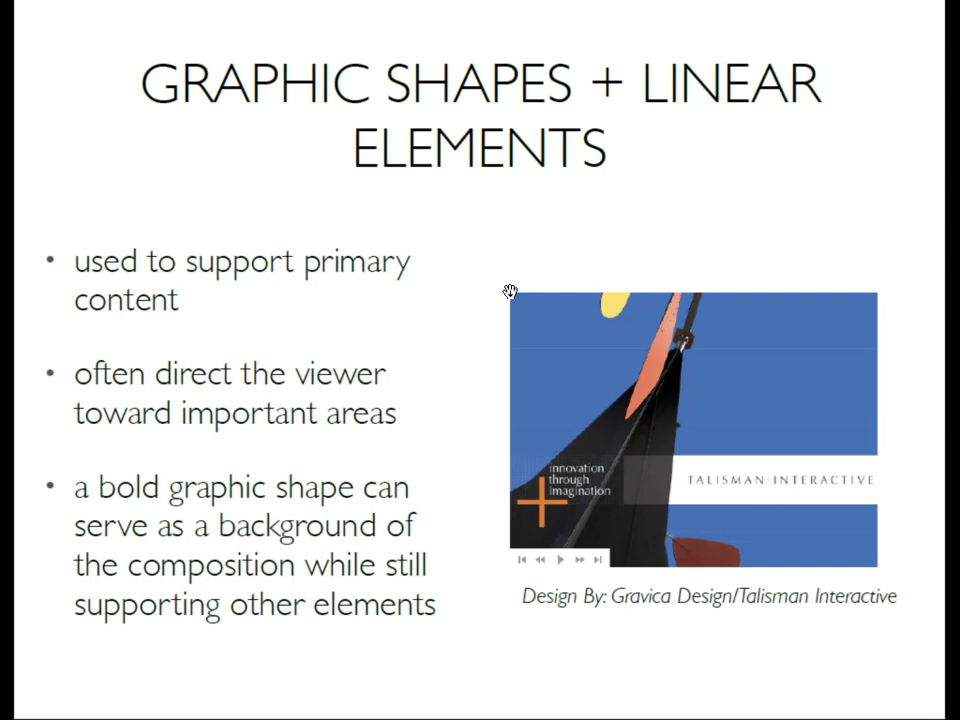 GRAPHIC SHAPES + LINEAR
ELEMENTS
• used to support primary
content
• often direct the viewer
toward important areas
• a bold graphic shape can
serve as a background of
the composition while still
supporting other elements
innovation
through
imagination
TALISMAN INTERACTIVE
Design By: Gravica Design/Talisman Interactive